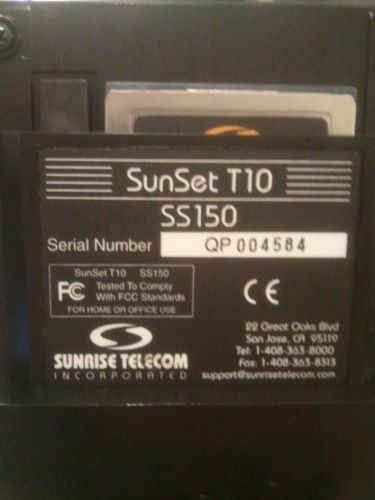 SunSet T10
SS150
Serial Number QP 004584
SunSet T10 SS150
FC Tested To Comply
With FCC Standards
FOR HOME OR OFFICE USE
CE
22 Great Oaks Blvd
San Jose, CA 95119
Tel: 1-408-363-8000
Fax: 1-408-363-8313
support@sunrisetelecom.com
SUNRISE TELECOM
INCORPORATED